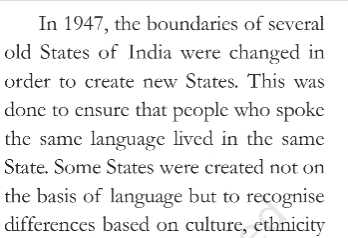 In 1947, the boundaries of several
old States of India were changed in
order to create new States. This was
done to ensure that people who spoke
the same language lived in the same
State. Some States were created not on
the basis of language but to recognise
differences based on culture, ethnicity